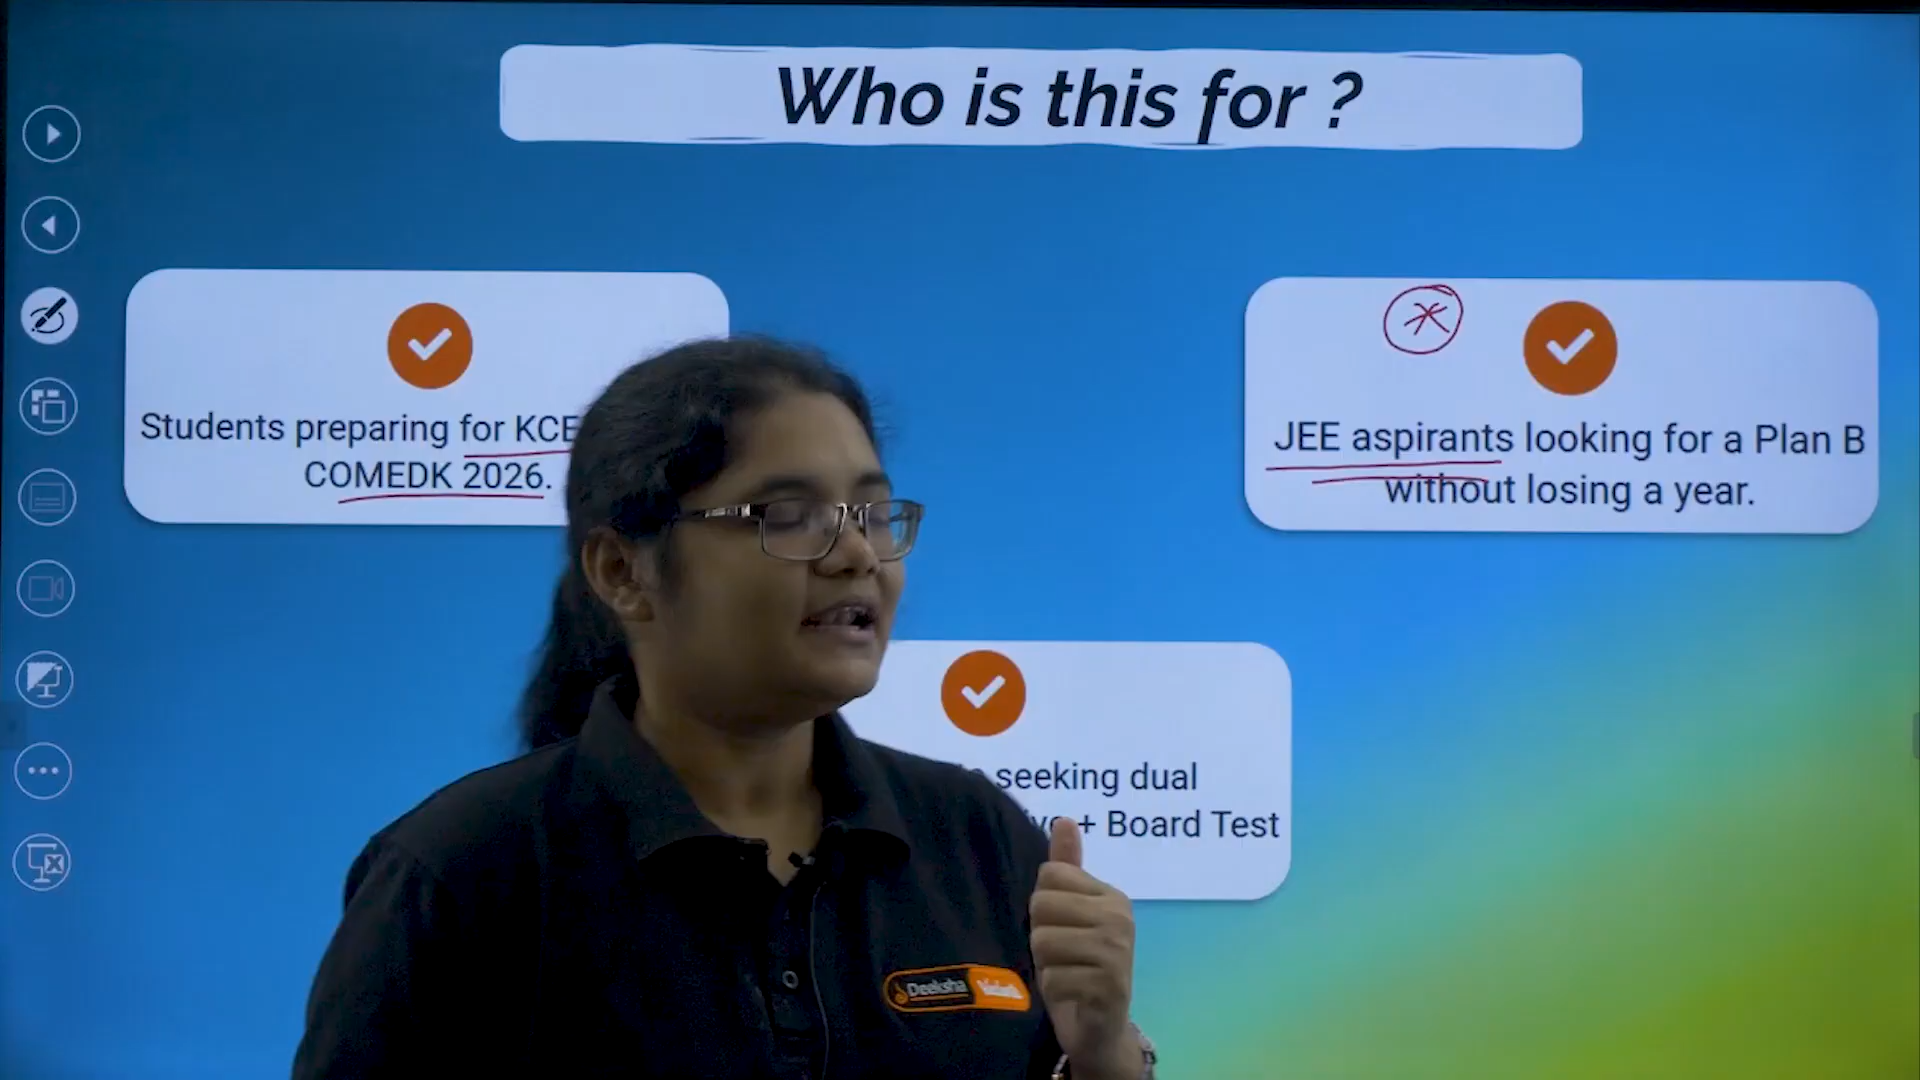 Who is this for ?
Students preparing for
COMEDK 2026.
JEE aspirants looking for a Plan B
without losing a year.
seeking dual
+ Board Test
Deeksha